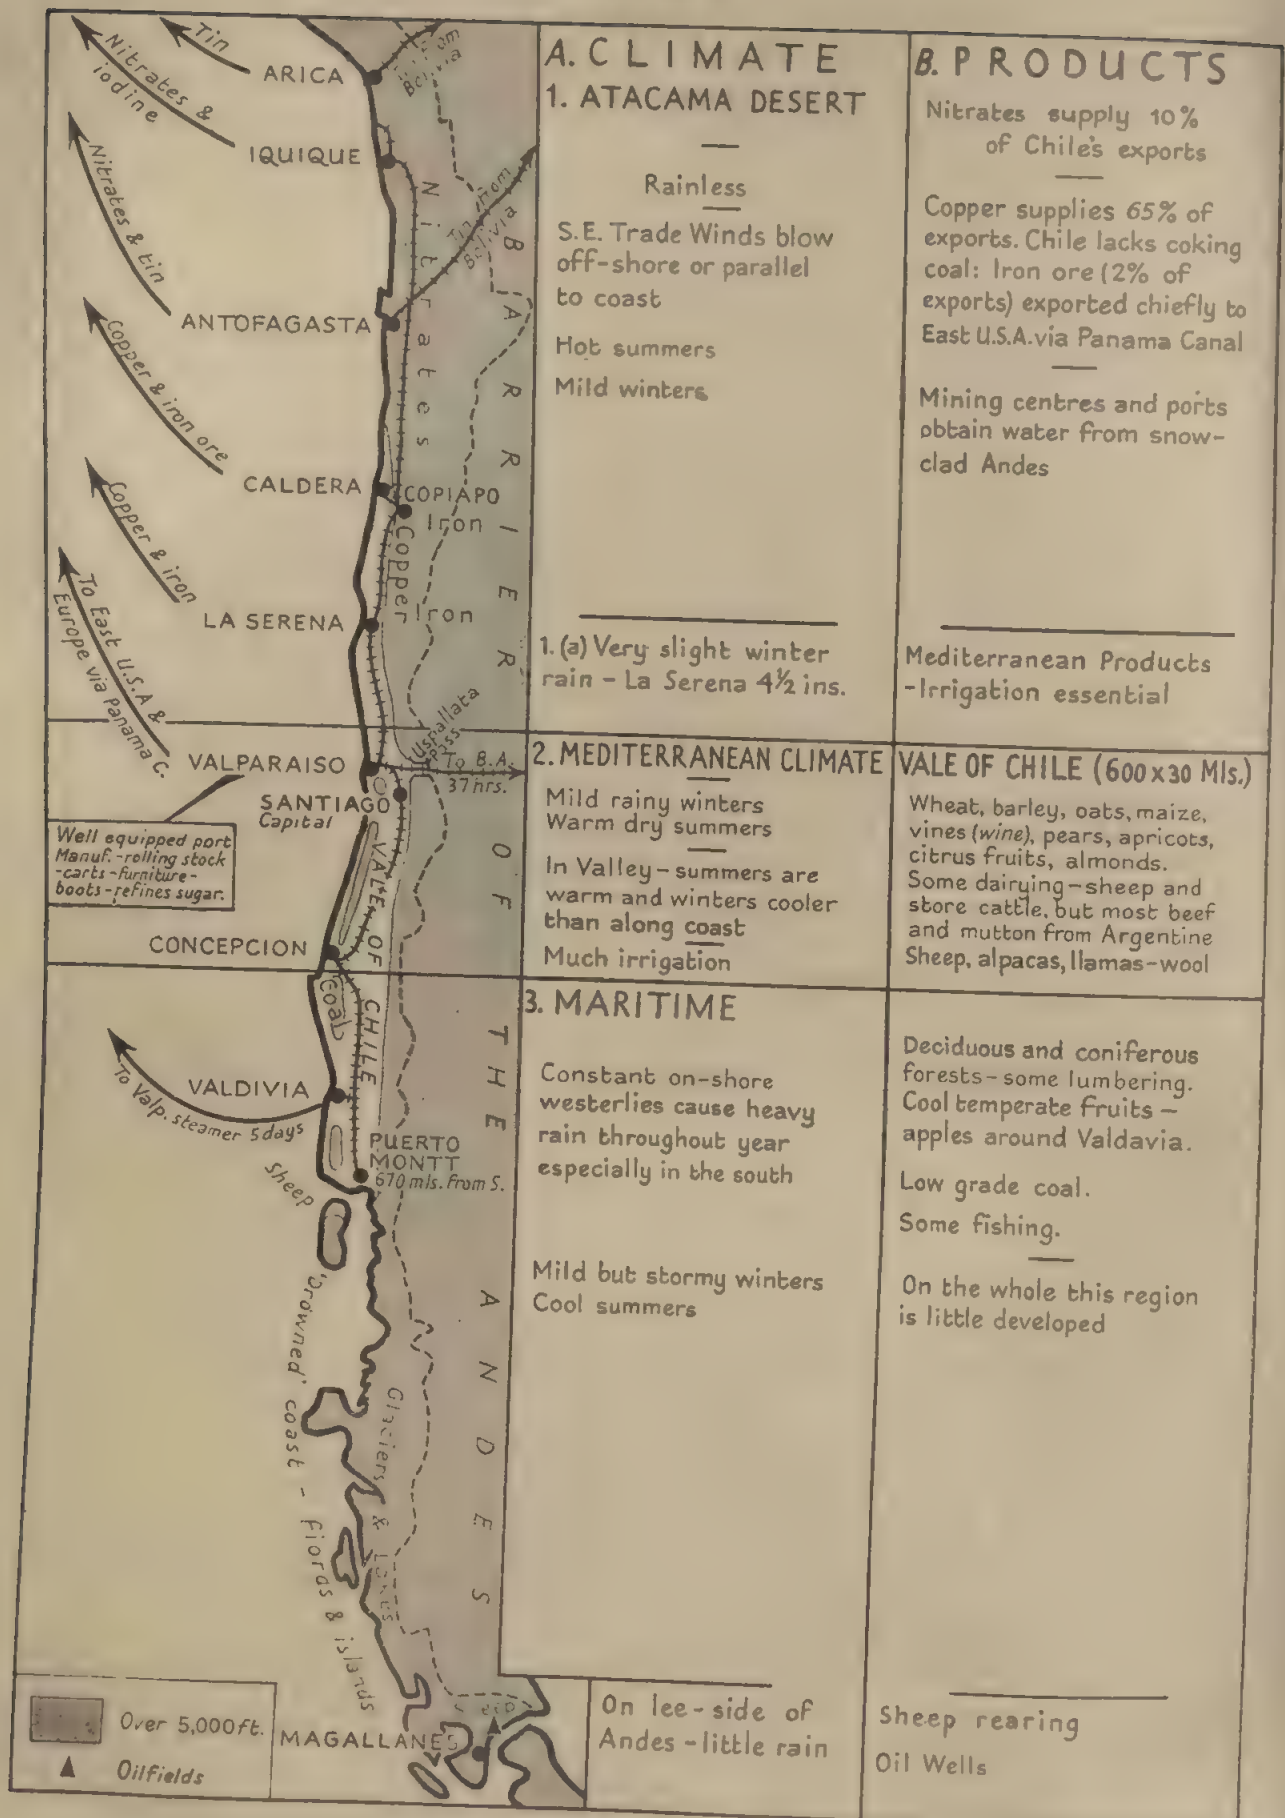 A. CLIMATE
1. ATACAMA DESERT
Rainless
S.E. Trade Winds blow
off-shore or parallel
to coast
Hot summers
Mild winters
1. (a) Very slight winter
rain - La Serena 4½ ins.
B. PRODUCTS
Nitrates supply 10%
of Chile's exports
Copper supplies 65% of
exports. Chile lacks coking
coal: Iron ore (2% of
exports) exported chiefly to
East U.S.A. via Panama Canal
Mining centres and ports
obtain water from snow-
clad Andes
Mediterranean Products
-Irrigation essential
2. MEDITERRANEAN CLIMATE
Mild rainy winters
Warm dry summers
In Valley - summers are
warm and winters cooler
than along coast
Much irrigation
VALE OF CHILE (600 x 30 Mls.)
Wheat, barley, oats, maize,
vines (wine), pears, apricots,
citrus fruits, almonds.
Some dairying - sheep and
store cattle, but most beef
and mutton from Argentine
Sheep, alpacas, llamas-wool
3. MARITIME
Constant on-shore
westerlies cause heavy
rain throughout year
especially in the south
Mild but stormy winters
Cool summers
Deciduous and coniferous
forests - some lumbering.
Cool temperate fruits -
apples around Valdavia.
Low grade coal.
Some fishing.
On the whole this region
is little developed
On lee-side of
Andes - little rain
Sheep rearing
Oil Wells
Tin
Nitrates &
iodine
ARICA
from
Bolivia
IQUIQUE
Nitrates & tin
Nitrates
Tin from
Bolivia
ANTOFAGASTA
Copper & iron ore
CALDERA
COPIAPO
Iron
Copper
Copper & iron
LA SERENA
Iron
To East U.S.A &
Europe via Panama C.
BARRIER OF THE ANDES
Uspallata
Pass
VALPARAISO
To B.A.
37 hrs.
SANTIAGO
Capital
Well equipped port
Manuf.-rolling stock
-carts-furniture-
boots-refines sugar.
VALE OF CHILE
CONCEPCION
Coal
VALDIVIA
To Valp. steamer 5 days
PUERTO
MONTT
670 mls. from S.
Sheep
'Drowned' coast - fiords & islands
Glaciers & Lakes
MAGALLANES
Over 5,000 ft.
Oilfields